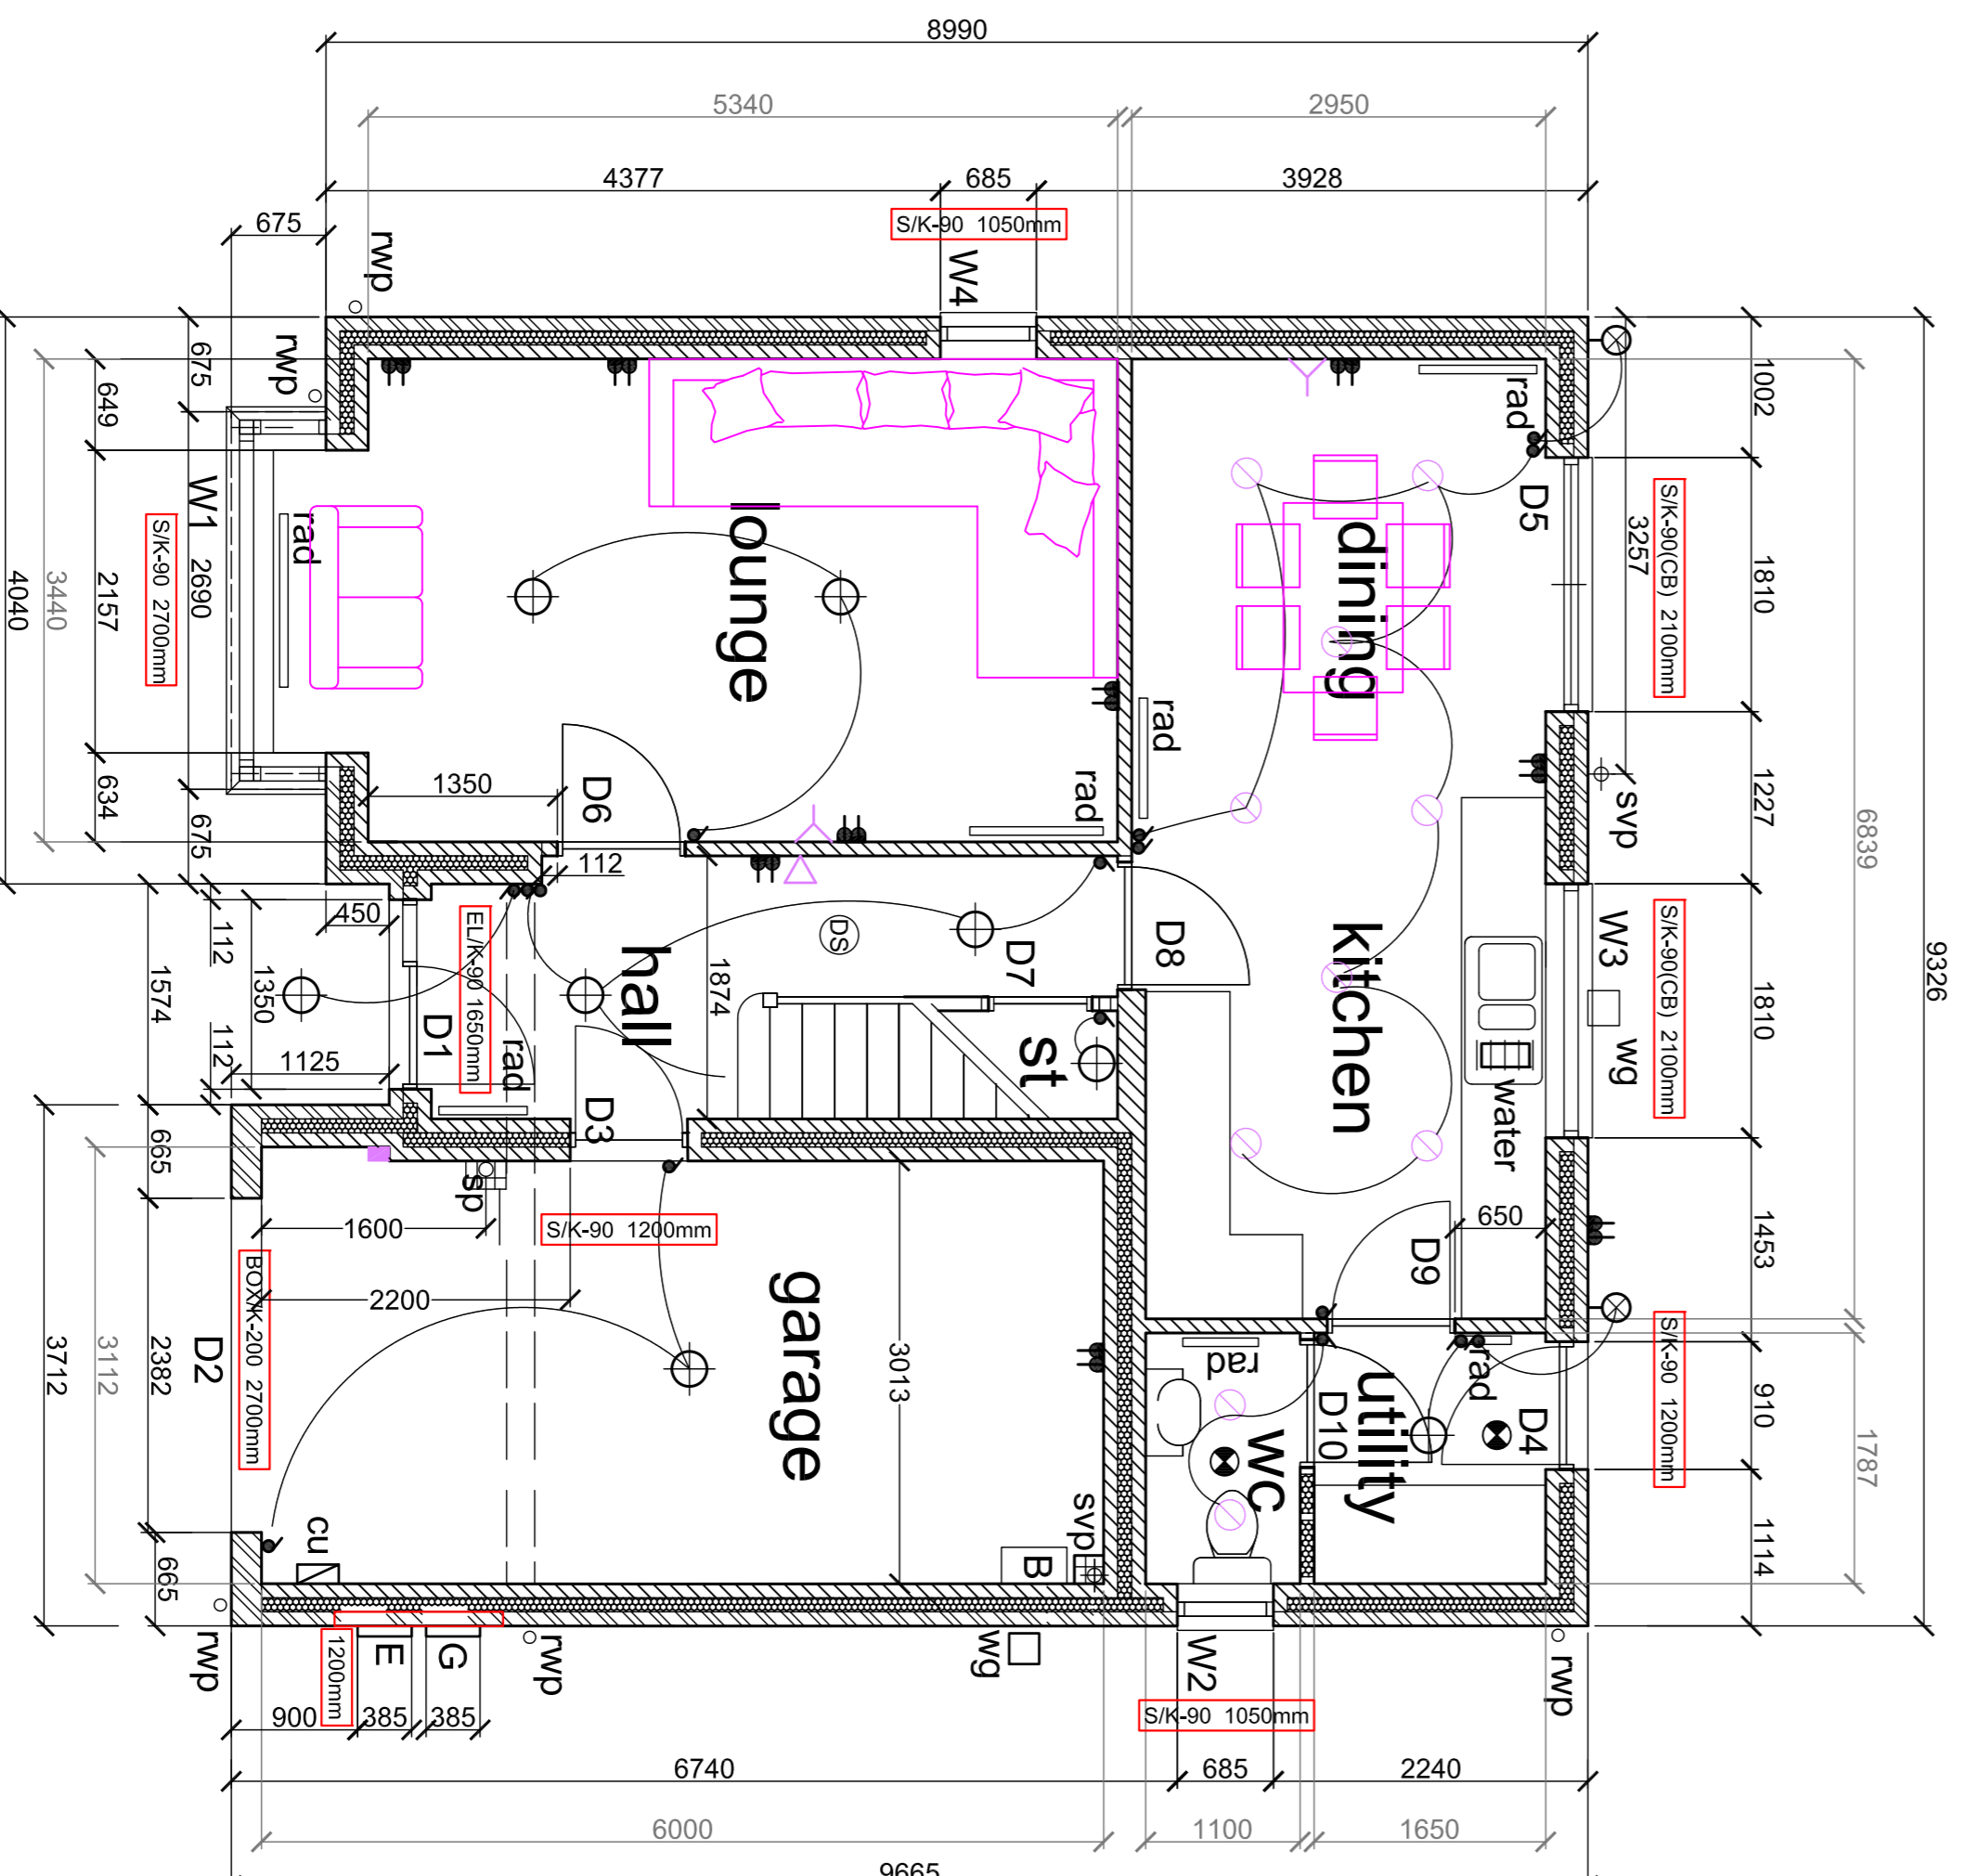 8990
5340
2950
4377
685
3928
S/K-90 1050mm
W4
675
rwp
rwp
675
649
W1
2690
2157
S/K-90 2700mm
3440
4040
634
675
rad
lounge
1350
D6
112
rad
rad
dining
rad
D5
3257
S/K-90(CB) 2100mm
1002
1810
1227
svp
6839
9326
kitchen
W3
S/K-90(CB) 2100mm
1810
wg
water
D8
D7
DS
hall
1874
st
450
EL/K-90 1650mm
D1
rad
112
1350
112
1574
1125
D3
sp
1600
S/K-90 1200mm
2200
garage
3013
BOX/K-200 2700mm
D2
665
2382
665
3112
3712
cu
svp
B
650
D9
1453
rad
wc
D10
utility
rad
D4
S/K-90 1200mm
910
1114
1787
rwp
1200mm
E
G
rwp
wg
W2
rwp
S/K-90 1050mm
900
385
385
6740
685
2240
6000
1100
1650
9665